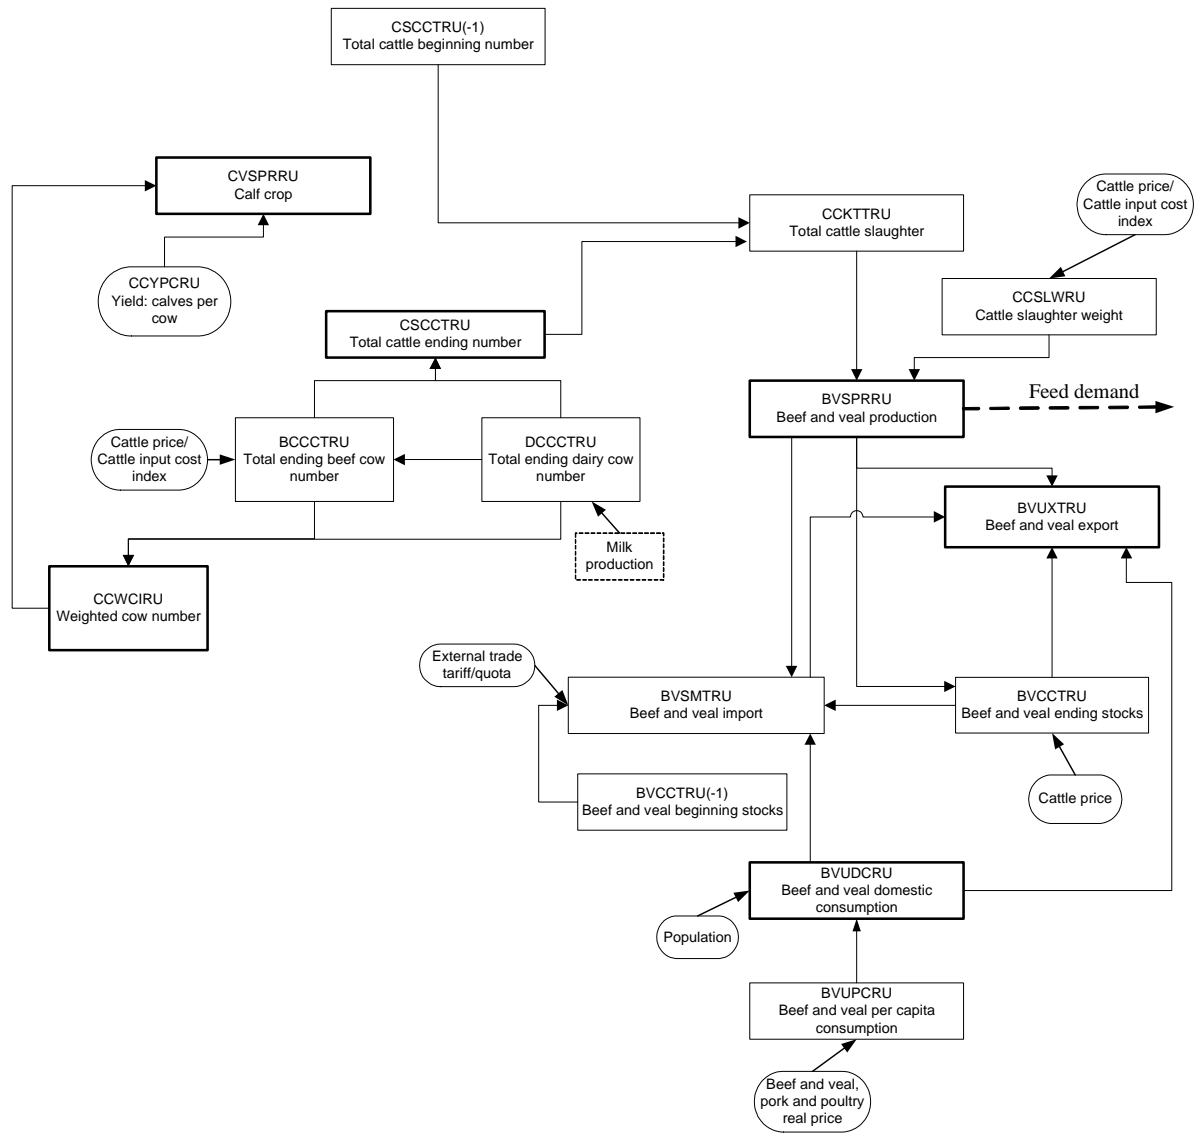 CSCCTRU(-1)
Total cattle beginning number
CVSPRRU
Calf crop
Cattle price/
Cattle input cost
index
CCKTTRU
Total cattle slaughter
CCYPCRU
Yield: calves per
cow
CCSLWRU
Cattle slaughter weight
CSCCTRU
Total cattle ending number
BVSPRRU
Beef and veal production
Feed demand
Cattle price/
Cattle input cost
index
BCCCTRU
Total ending beef cow
number
DCCCTRU
Total ending dairy cow
number
BVUXTRU
Beef and veal export
Milk
production
CCWCIRU
Weighted cow number
External trade
tariff/quota
BVSMTRU
Beef and veal import
BVCCTRU
Beef and veal ending stocks
BVCCTRU(-1)
Beef and veal beginning stocks
Cattle price
BVUDCRU
Beef and veal domestic
consumption
Population
BVUPCRU
Beef and veal per capita
consumption
Beef and veal,
pork and poultry
real price